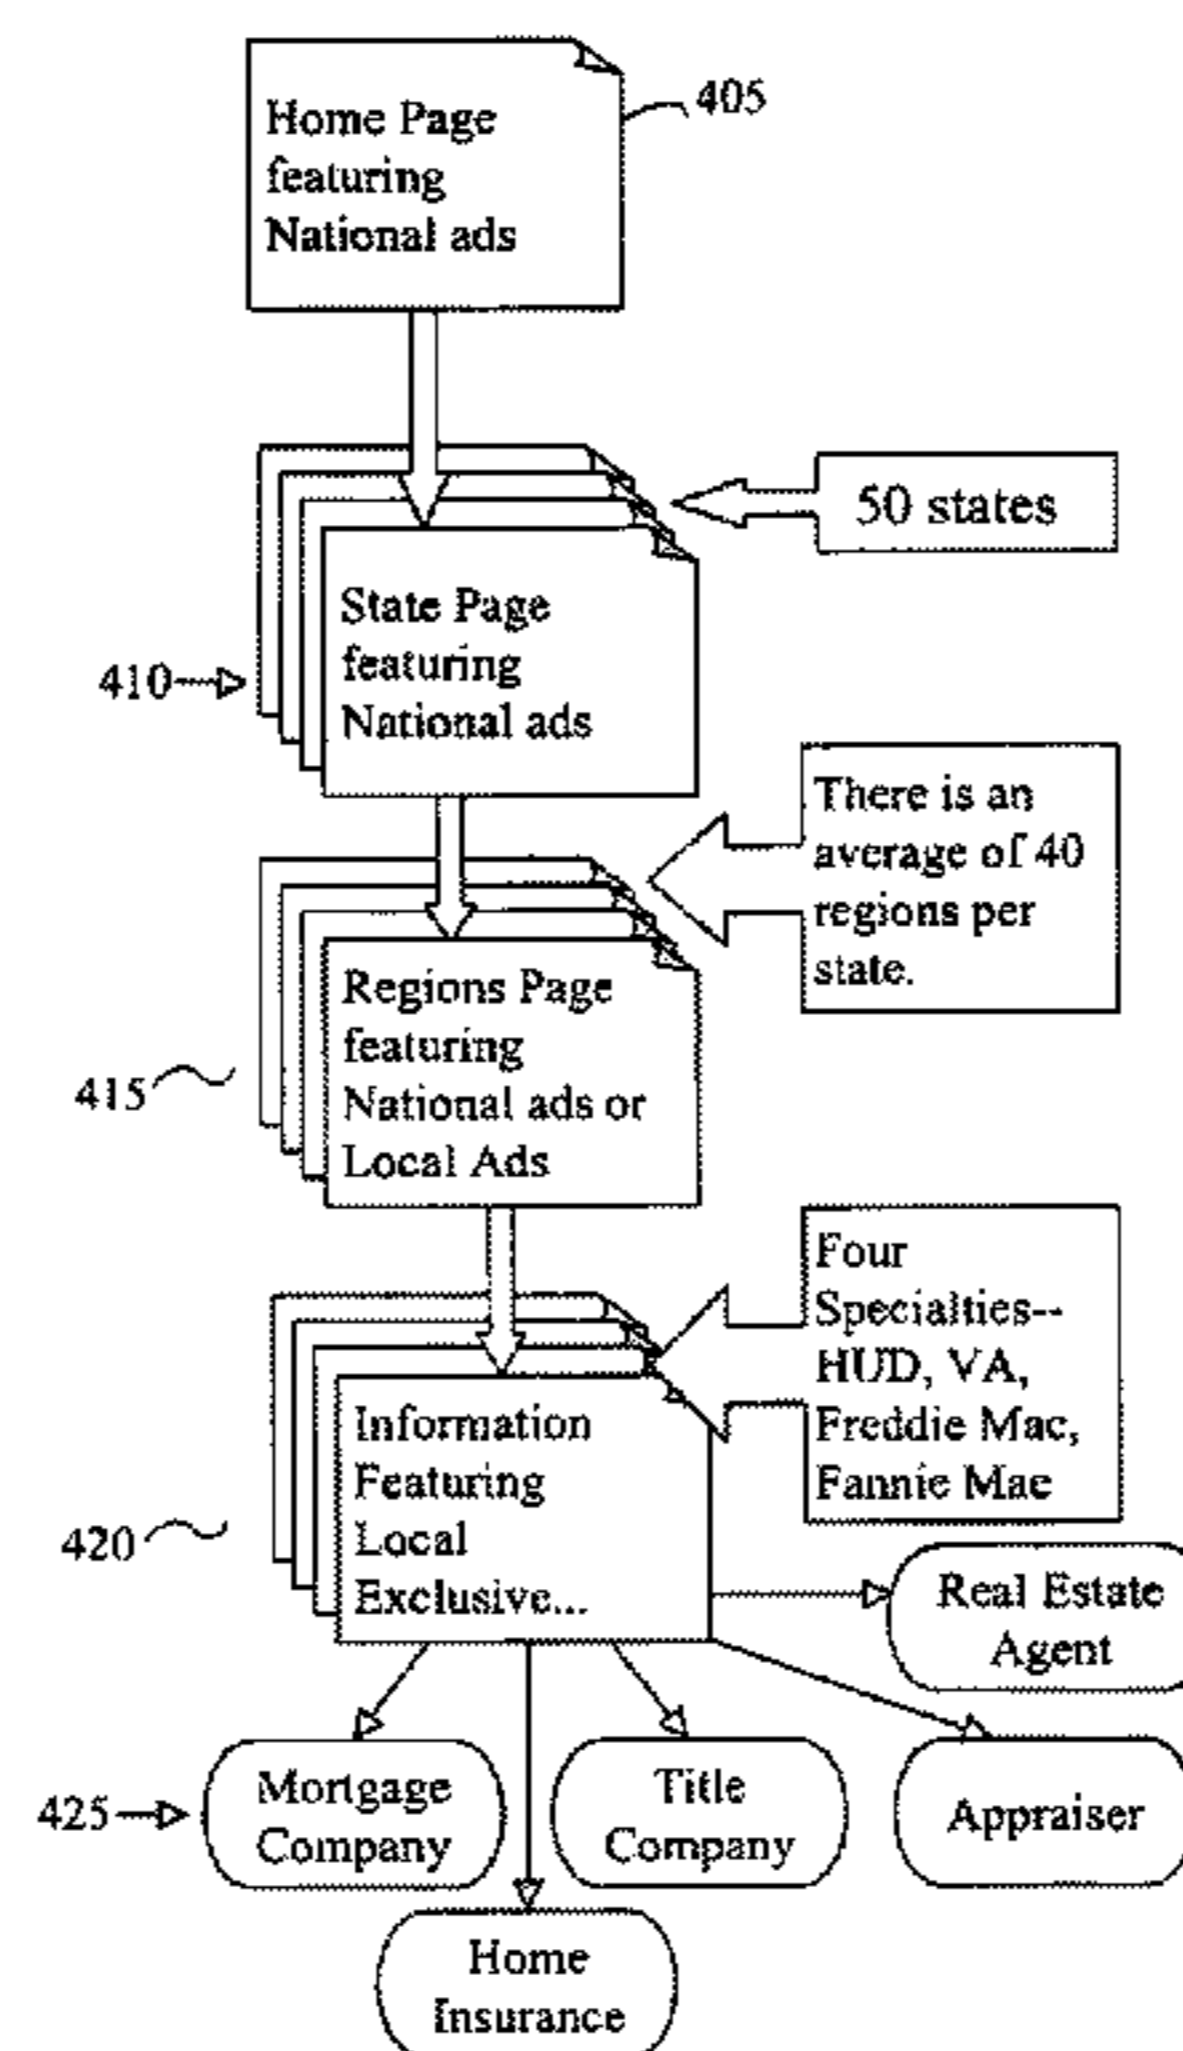 Home Page
featuring
National ads
405
50 states
State Page
featuring
National ads
410
There is an
average of 40
regions per
state.
Regions Page
featuring
National ads or
Local Ads
415
Four
Specialties--
HUD, VA,
Freddie Mac,
Fannie Mae
Information
Featuring
Local
Exclusive...
420
Real Estate
Agent
Mortgage
Company
425
Title
Company
Appraiser
Home
Insurance